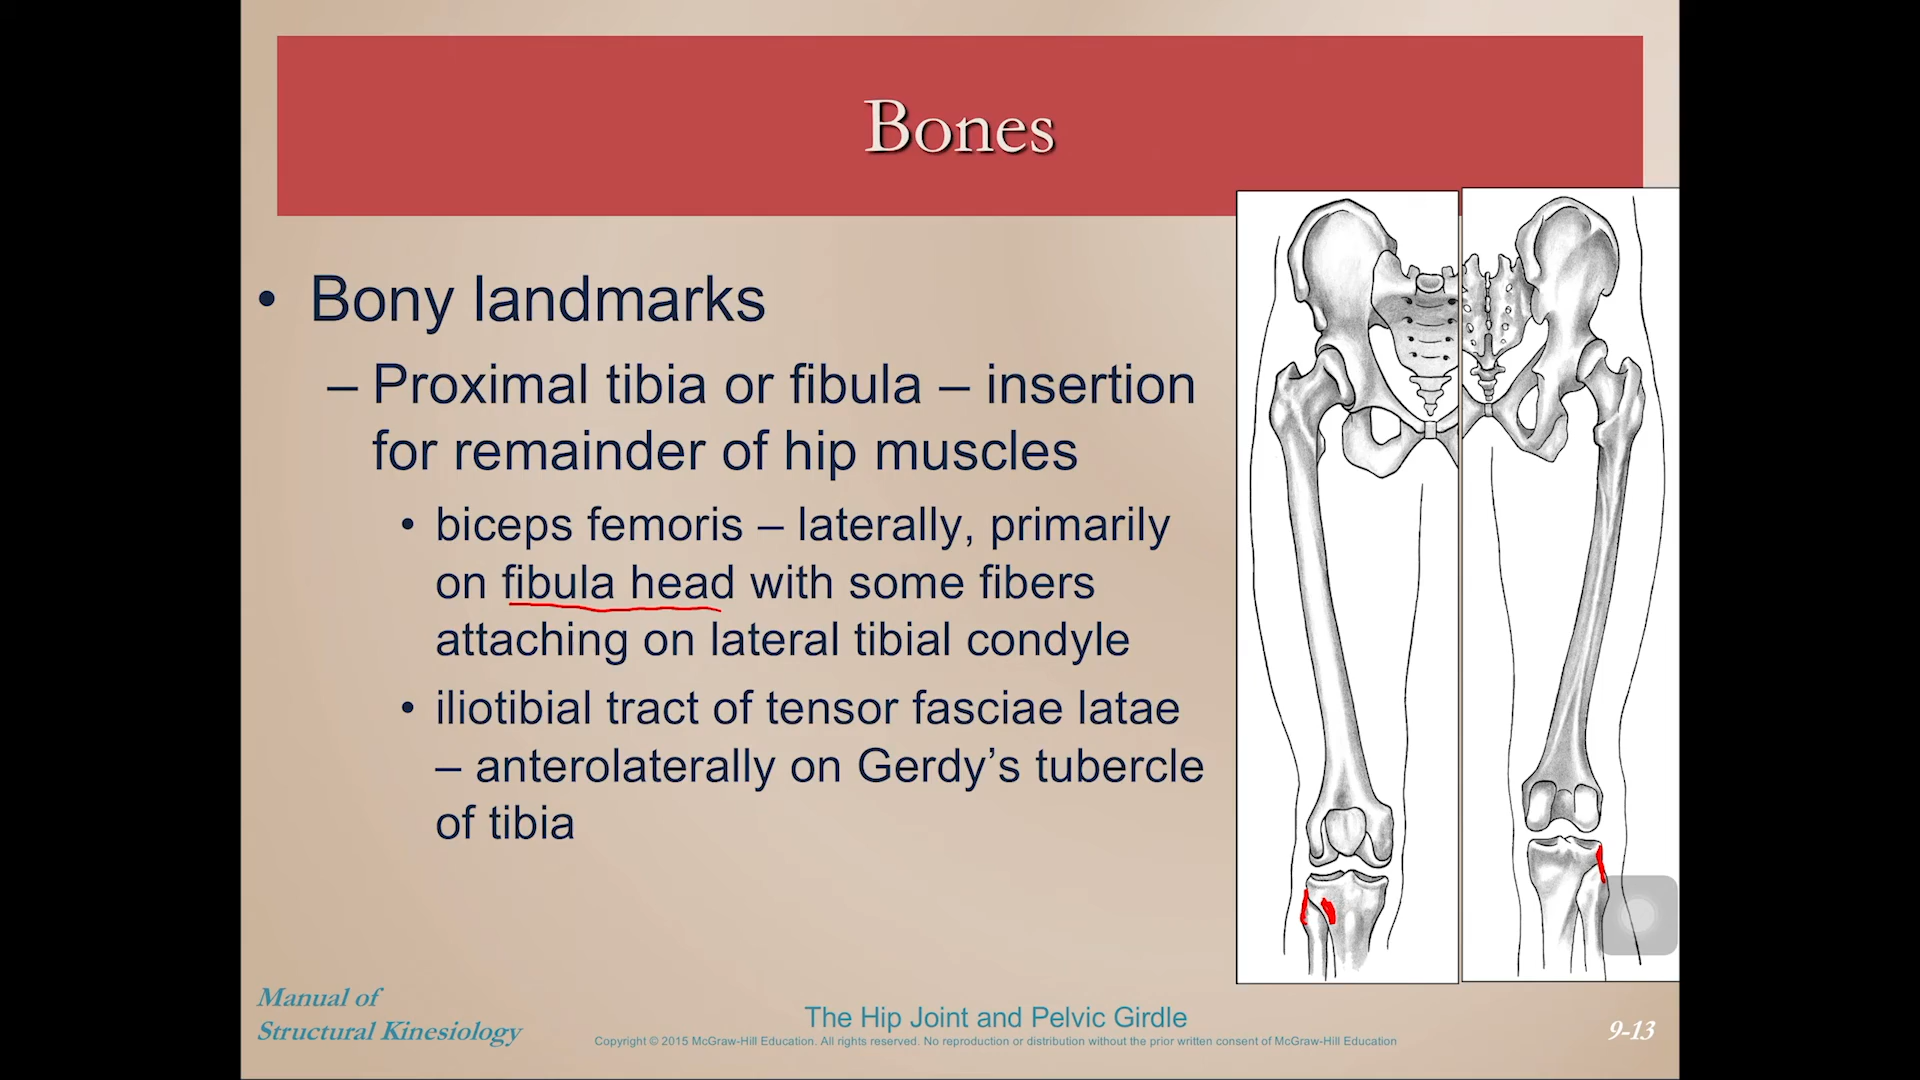 Bones
• Bony landmarks
– Proximal tibia or fibula – insertion
for remainder of hip muscles
• biceps femoris – laterally, primarily
on fibula head with some fibers
attaching on lateral tibial condyle
• iliotibial tract of tensor fasciae latae
– anterolaterally on Gerdy’s tubercle
of tibia
Manual of
Structural Kinesiology
The Hip Joint and Pelvic Girdle
Copyright © 2015 McGraw-Hill Education. All rights reserved. No reproduction or distribution without the prior written consent of McGraw-Hill Education
9-13